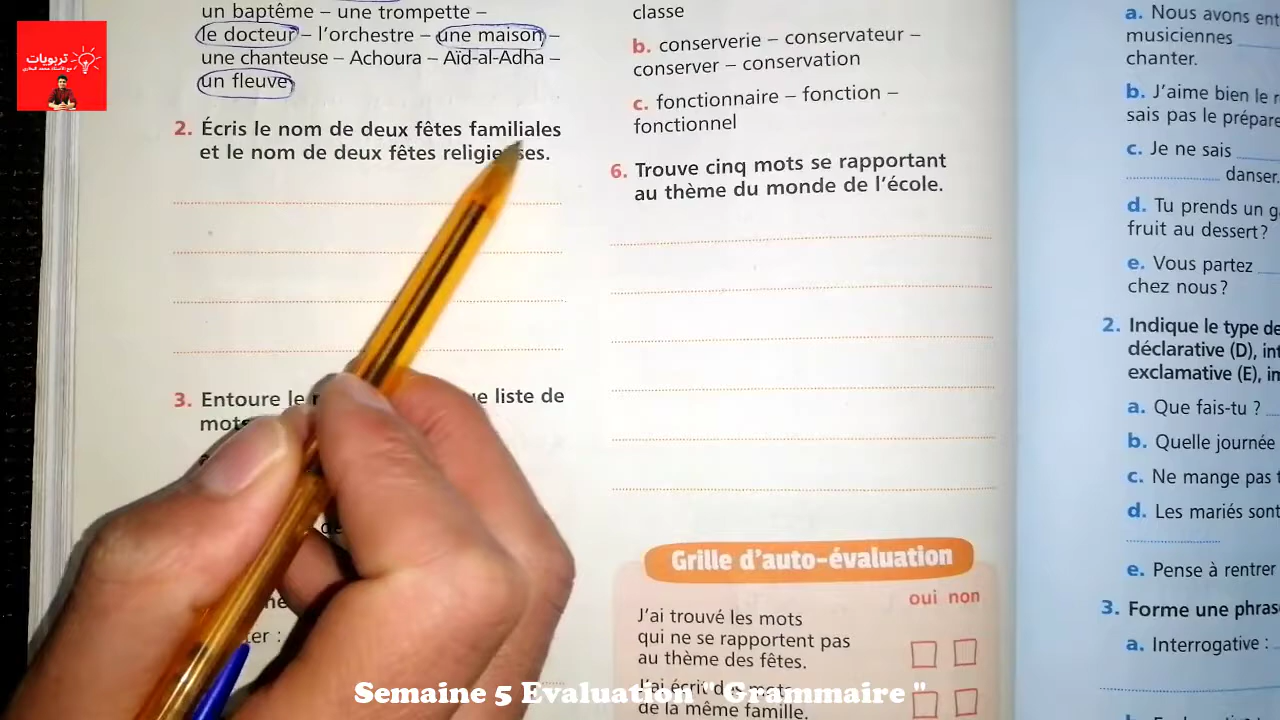 تربويات
un baptême – une trompette –
le docteur – l'orchestre – une maison –
une chanteuse – Achoura – Aïd-al-Adha –
un fleuve
2. Écris le nom de deux fêtes familiales
et le nom de deux fêtes religieuses.
3. Entoure le
liste de
mots
classe
b. conserverie – conservateur –
conserver – conservation
c. fonctionnaire – fonction –
fonctionnel
6. Trouve cinq mots se rapportant
au thème du monde de l'école.
Grille d'auto-évaluation
oui non
J'ai trouvé les mots
qui ne se rapportent pas
au thème des fêtes.
J'ai écrit des mots
de la même famille.
a. Nous avons ent
musiciennes
chanter.
b. J'aime bien le r
sais pas le prépare
c. Je ne sais
danser.
d. Tu prends un g
fruit au dessert ?
e. Vous partez
chez nous ?
2. Indique le type de
déclarative (D), int
exclamative (E), im
a. Que fais-tu ?
b. Quelle journée
c. Ne mange pas t
d. Les mariés sont
e. Pense à rentrer
3. Forme une phrase
a. Interrogative :
Semaine 5 Evaluation " Grammaire "